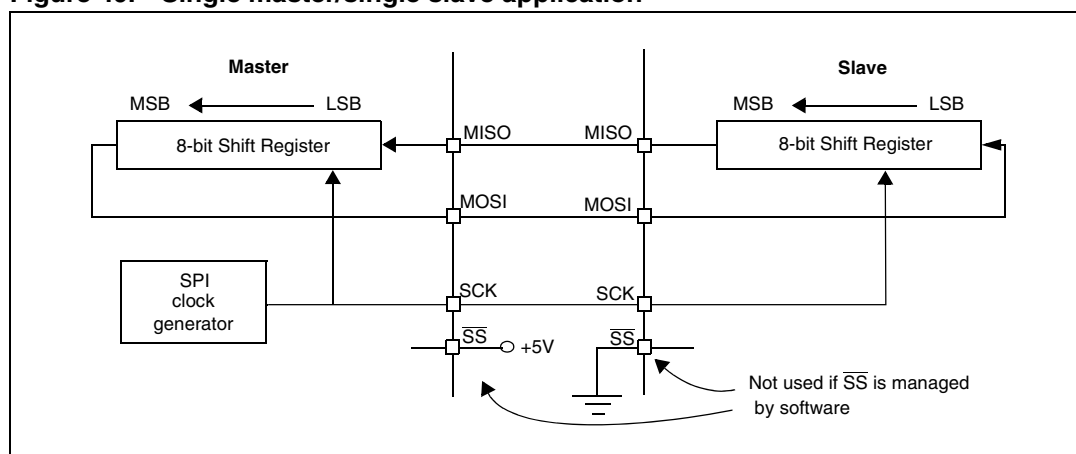 Figure Single master/single slave application
Master
Slave
MSB LSB
MSB LSB
8-bit Shift Register
MISO
MISO
8-bit Shift Register
MOSI
MOSI
SPI
clock
generator
SCK
SCK
SS
+5V
SS
Not used if SS is managed
by software